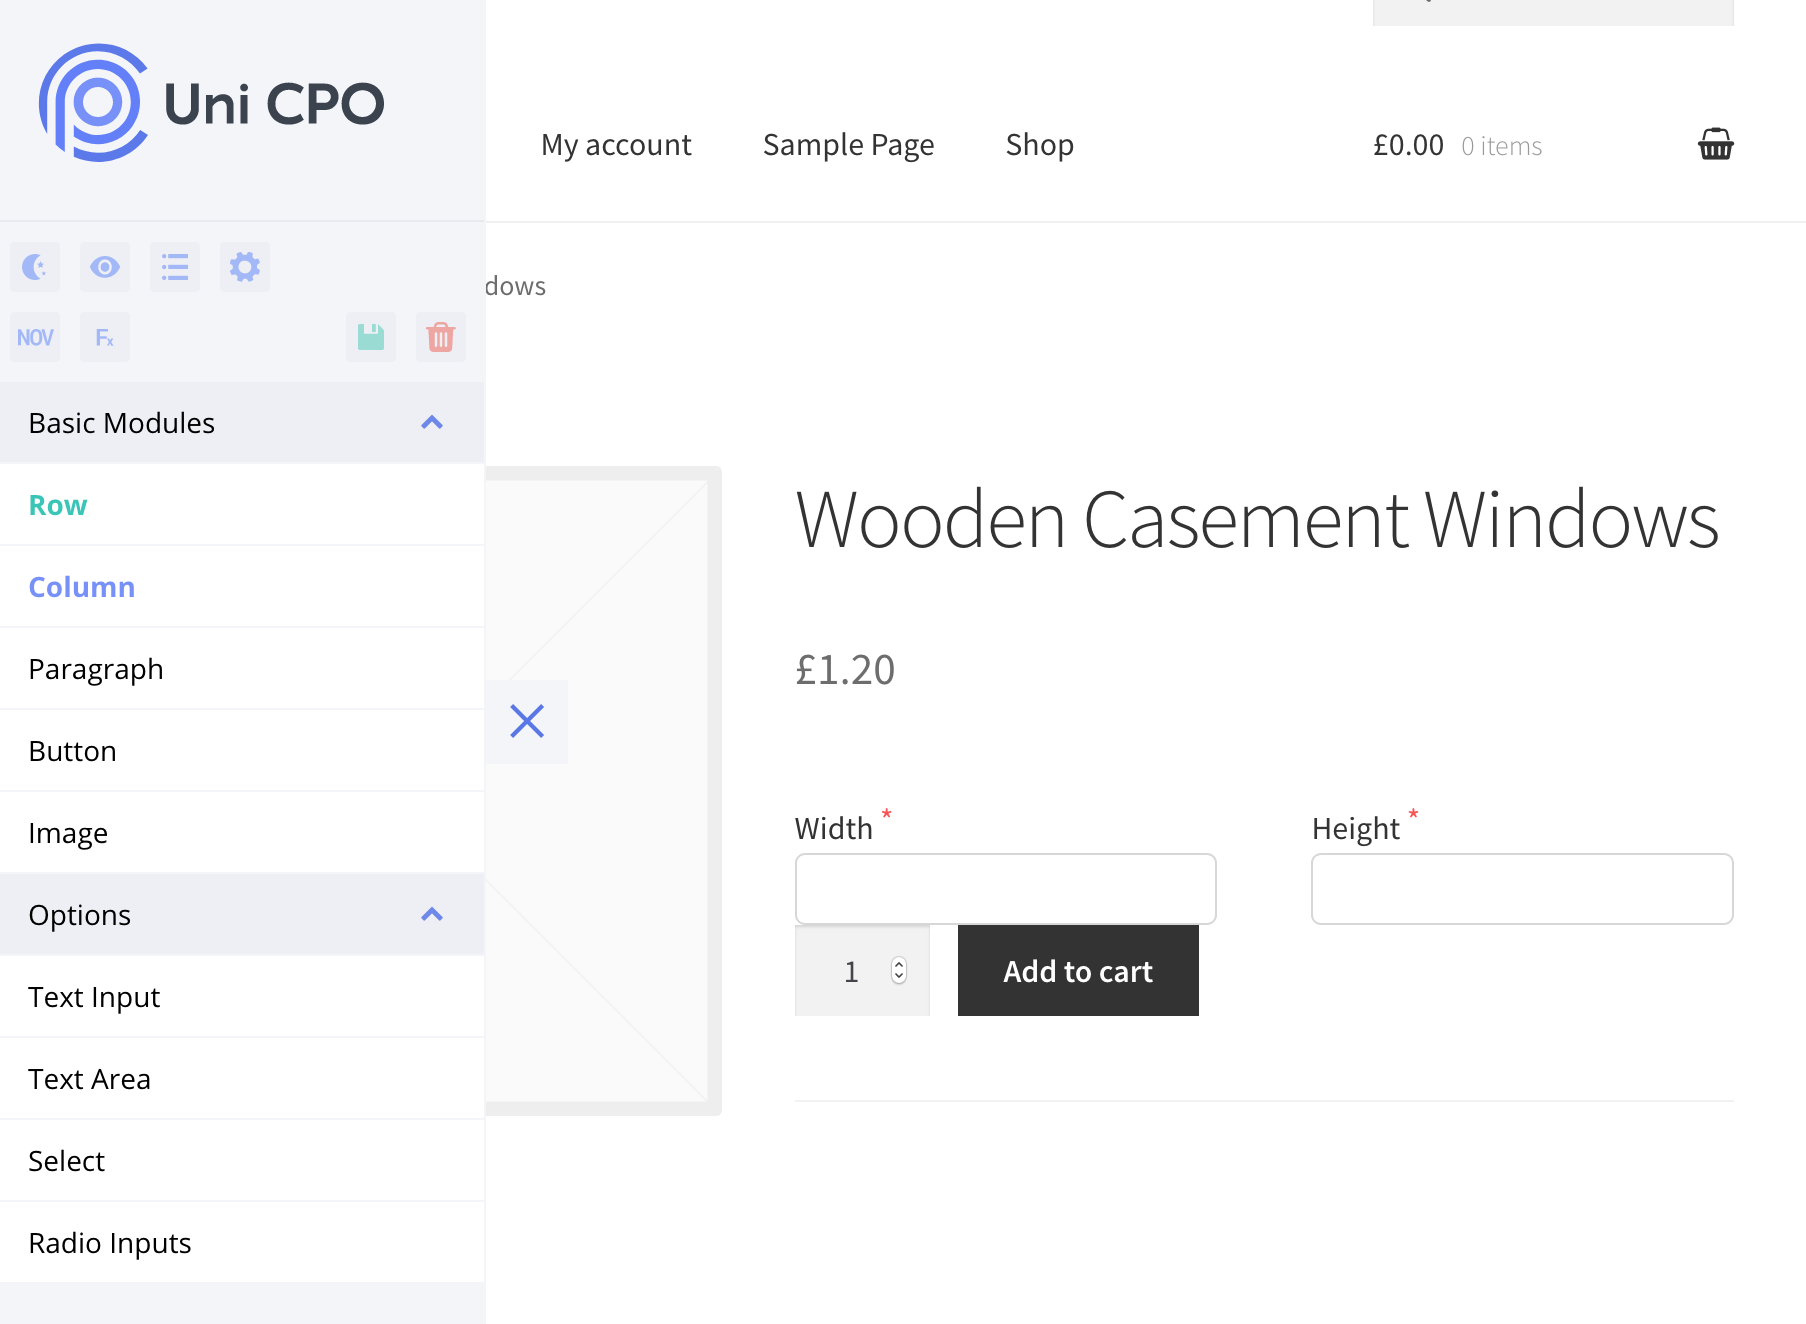 Uni CPO
My account
Sample Page
Shop
£0.00 0 items
dows
NOV
Fx
Basic Modules
Row
Column
Paragraph
Button
Image
Options
Text Input
Text Area
Select
Radio Inputs
Wooden Casement Windows
£1.20
Width *
Height *
1
Add to cart